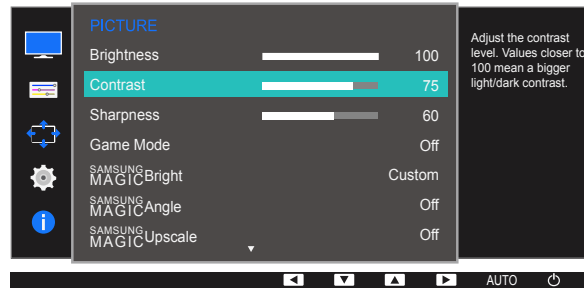 PICTURE
Brightness 100
Contrast 75
Sharpness 60
Game Mode Off
SAMSUNG MAGIC Bright Custom
SAMSUNG MAGIC Angle Off
SAMSUNG MAGIC Upscale Off
Adjust the contrast
level. Values closer to
100 mean a bigger
light/dark contrast.
AUTO